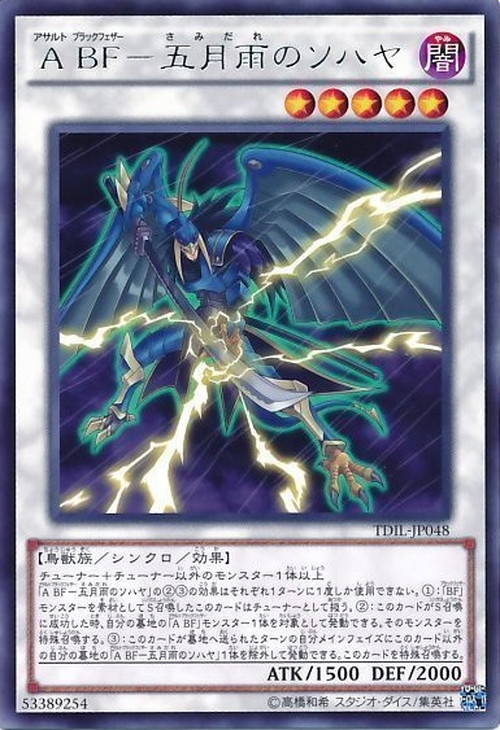 アサルト ブラックフェザー さみだれ
A BF－五月雨のソハヤ
やみ
闇
TDIL-JP048
【鳥獣族／シンクロ／効果】
チューナー＋チューナー以外のモンスター1体以上
「A BF－五月雨のソハヤ」の②③の効果はそれぞれ1ターンに1度しか使用できない。①：「BF」
モンスターを素材としてS召喚したこのカードはチューナーとして扱う。②：このカードがS召喚
に成功した時、自分の墓地の「A BF」モンスター1体を対象として発動できる。そのモンスターを
特殊召喚する。③：このカードが墓地へ送られたターンの自分メインフェイズにこのカード以外
の自分の墓地の「A BF－五月雨のソハヤ」1体を除外して発動できる。このカードを特殊召喚する。
ATK/1500 DEF/2000
53389254
©高橋和希 スタジオ・ダイス/集英社